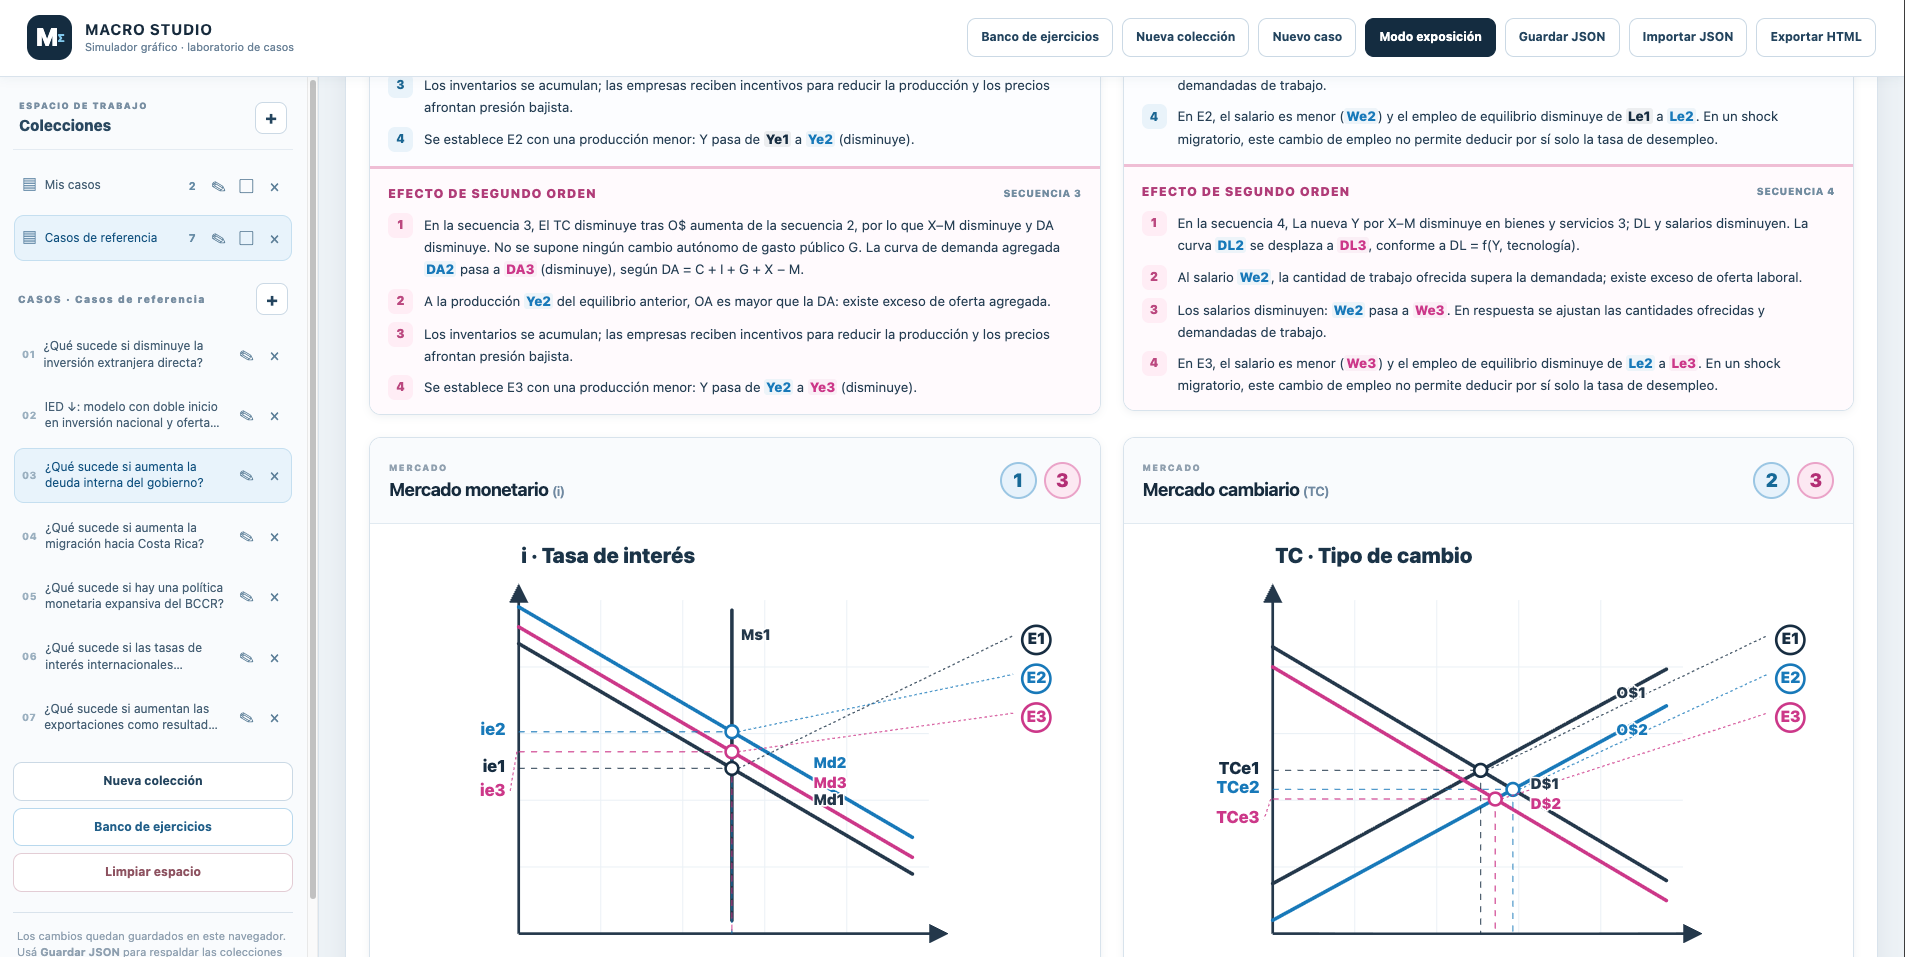 MΣ
MACRO STUDIO
Simulador gráfico · laboratorio de casos
Banco de ejercicios
Nueva colección
Nuevo caso
Modo exposición
Guardar JSON
Importar JSON
Exportar HTML
ESPACIO DE TRABAJO
Colecciones
+
Mis casos 2
Casos de referencia 7
CASOS · Casos de referencia
+
01 ¿Qué sucede si disminuye la
inversión extranjera directa?
02 IED ↓: modelo con doble inicio
en inversión nacional y oferta...
03 ¿Qué sucede si aumenta la
deuda interna del gobierno?
04 ¿Qué sucede si aumenta la
migración hacia Costa Rica?
05 ¿Qué sucede si hay una política
monetaria expansiva del BCCR?
06 ¿Qué sucede si las tasas de
interés internacionales...
07 ¿Qué sucede si aumentan las
exportaciones como resultad...
Nueva colección
Banco de ejercicios
Limpiar espacio
Los cambios quedan guardados en este navegador.
Usá Guardar JSON para respaldar las colecciones
3 Los inventarios se acumulan; las empresas reciben incentivos para reducir la producción y los precios
afrontan presión bajista.
4 Se establece E2 con una producción menor: Y pasa de Ye1 a Ye2 (disminuye).
EFECTO DE SEGUNDO ORDEN
SECUENCIA 3
1 En la secuencia 3, El TC disminuye tras O$ aumenta de la secuencia 2, por lo que X–M disminuye y DA
disminuye. No se supone ningún cambio autónomo de gasto público G. La curva de demanda agregada
DA2 pasa a DA3 (disminuye), según DA = C + I + G + X − M.
2 A la producción Ye2 del equilibrio anterior, OA es mayor que la DA: existe exceso de oferta agregada.
3 Los inventarios se acumulan; las empresas reciben incentivos para reducir la producción y los precios
afrontan presión bajista.
4 Se establece E3 con una producción menor: Y pasa de Ye2 a Ye3 (disminuye).
demandadas de trabajo.
4 En E2, el salario es menor (We2) y el empleo de equilibrio disminuye de Le1 a Le2. En un shock
migratorio, este cambio de empleo no permite deducir por sí solo la tasa de desempleo.
EFECTO DE SEGUNDO ORDEN
SECUENCIA 4
1 En la secuencia 4, La nueva Y por X–M disminuye en bienes y servicios 3; DL y salarios disminuyen. La
curva DL2 se desplaza a DL3, conforme a DL = f(Y, tecnología).
2 Al salario We2, la cantidad de trabajo ofrecida supera la demandada; existe exceso de oferta laboral.
3 Los salarios disminuyen: We2 pasa a We3. En respuesta se ajustan las cantidades ofrecidas y
demandadas de trabajo.
4 En E3, el salario es menor (We3) y el empleo de equilibrio disminuye de Le2 a Le3. En un shock
migratorio, este cambio de empleo no permite deducir por sí solo la tasa de desempleo.
MERCADO
Mercado monetario (i)
1 3
i · Tasa de interés
Ms1
E1
E2
E3
ie2
ie1
ie3
Md2
Md3
Md1
MERCADO
Mercado cambiario (TC)
2 3
TC · Tipo de cambio
E1
E2
E3
O$1
O$2
TCe1
TCe2
TCe3
D$1
D$2